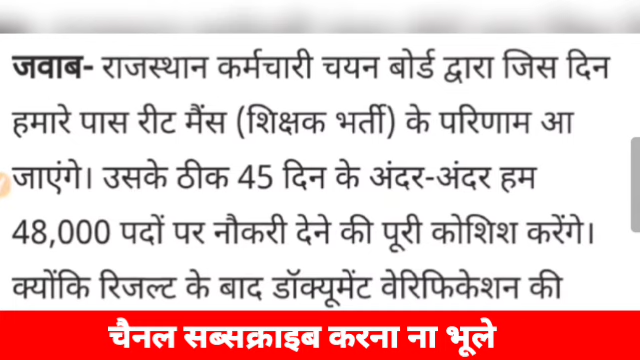 जवाब- राजस्थान कर्मचारी चयन बोर्ड द्वारा जिस दिन
हमारे पास रीट मैंस (शिक्षक भर्ती) के परिणाम आ
जाएंगे। उसके ठीक 45 दिन के अंदर-अंदर हम
48,000 पदों पर नौकरी देने की पूरी कोशिश करेंगे।
क्योंकि रिजल्ट के बाद डॉक्यूमेंट वेरिफिकेशन की
चैनल सब्सक्राइब करना ना भूले